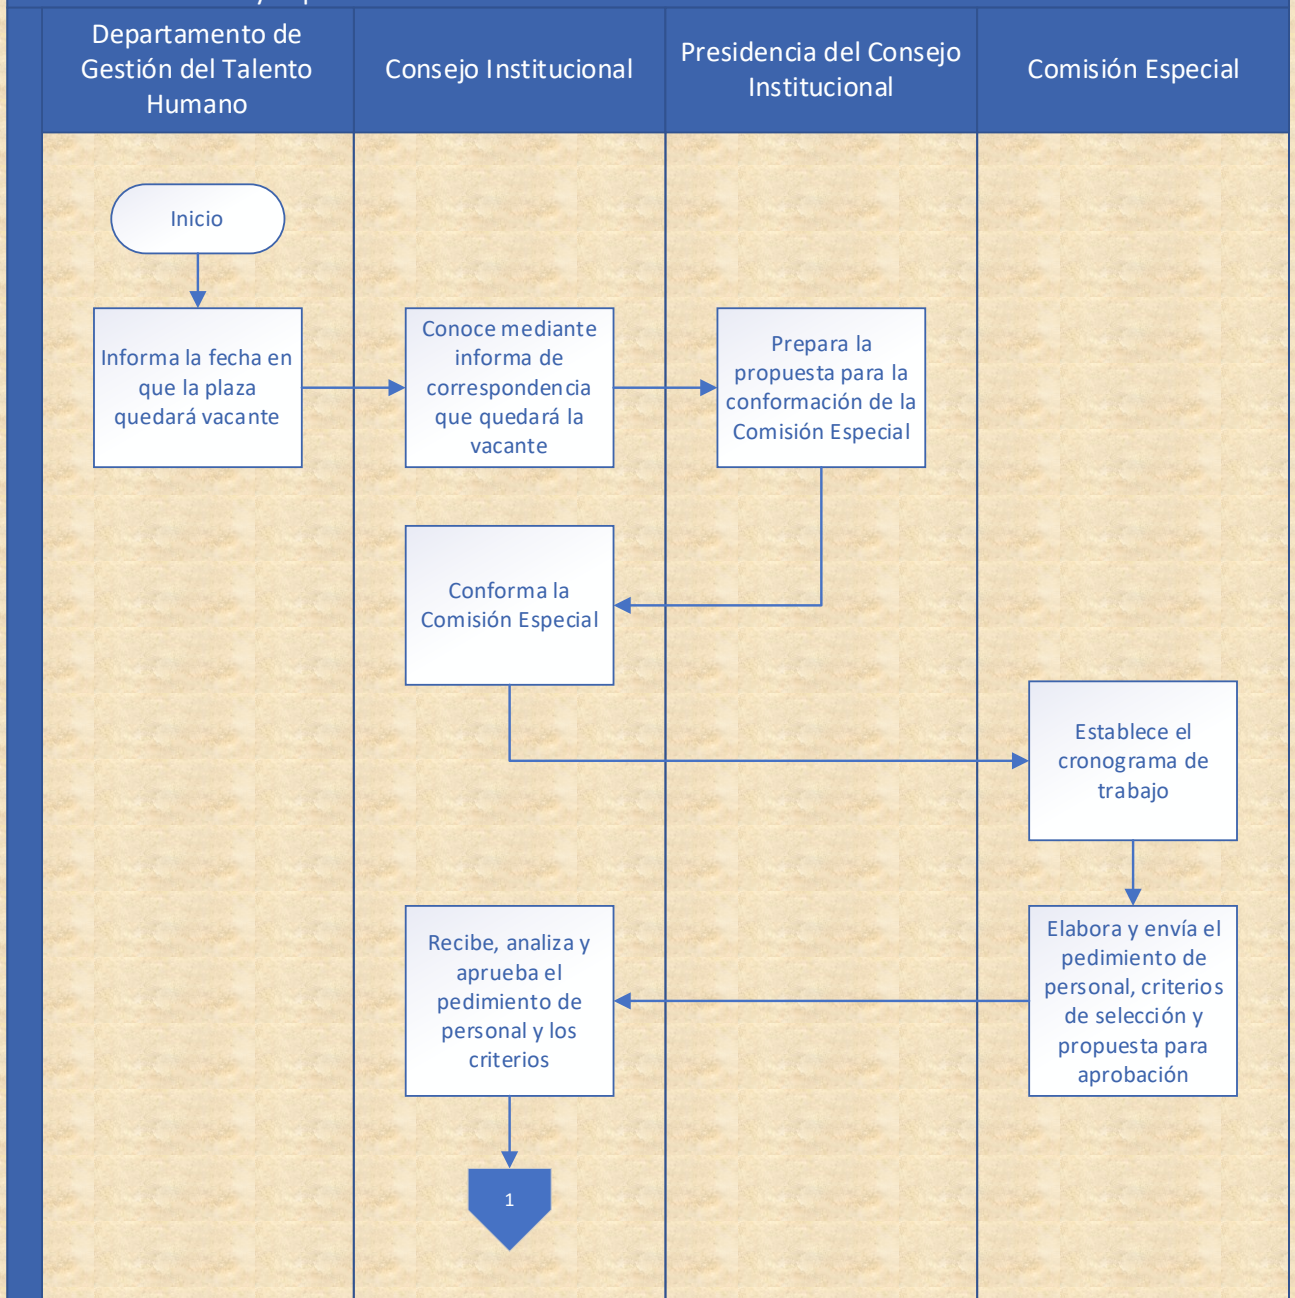 Departamento de
Gestión del Talento
Humano
Consejo Institucional
Presidencia del Consejo
Institucional
Comisión Especial
Inicio
Informa la fecha en
que la plaza
quedará vacante
Conoce mediante
informa de
correspondencia
que quedará la
vacante
Prepara la
propuesta para la
conformación de la
Comisión Especial
Conforma la
Comisión Especial
Establece el
cronograma de
trabajo
Elabora y envía el
pedimiento de
personal, criterios
de selección y
propuesta para
aprobación
Recibe, analiza y
aprueba el
pedimiento de
personal y los
criterios
1